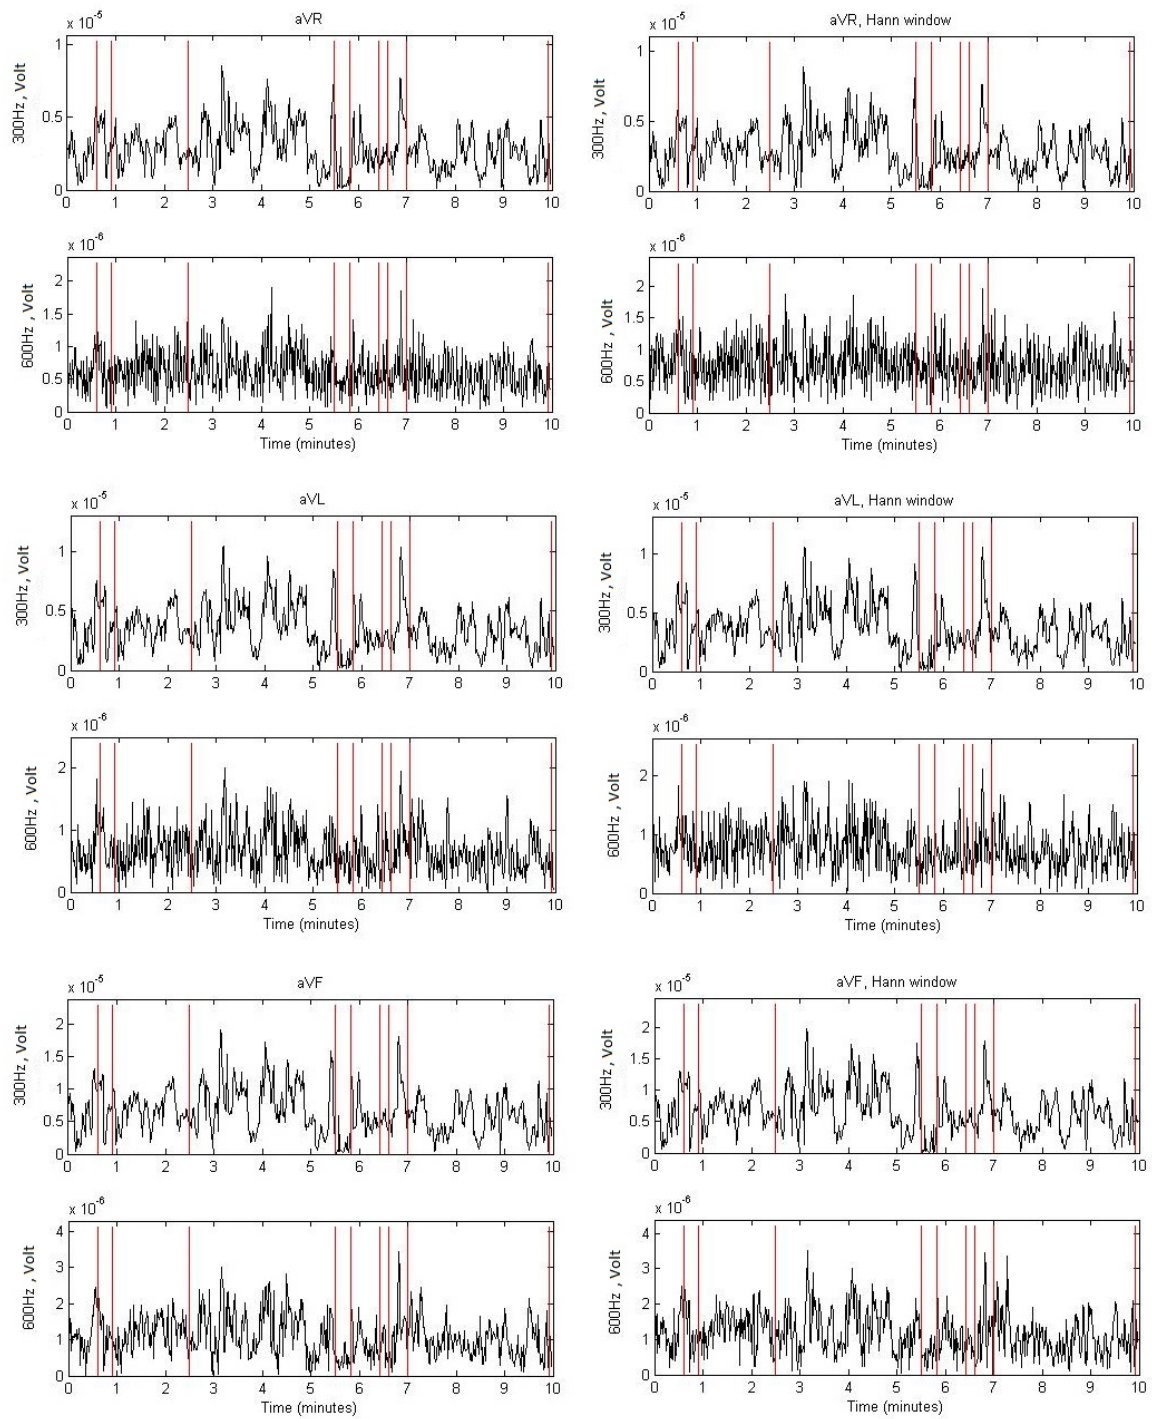 aVR
x 10^-5
300Hz, Volt
1
0.5
0
0 1 2 3 4 5 6 7 8 9 10
x 10^-6
600Hz , Volt
2
1.5
1
0.5
0
0 1 2 3 4 5 6 7 8 9 10
Time (minutes)
aVR, Hann window
x 10^-5
300Hz, Volt
1
0.5
0
0 1 2 3 4 5 6 7 8 9 10
x 10^-6
600Hz , Volt
2
1.5
1
0.5
0
0 1 2 3 4 5 6 7 8 9 10
Time (minutes)
aVL
x 10^-5
300Hz, Volt
1
0.5
0
0 1 2 3 4 5 6 7 8 9 10
x 10^-6
600Hz , Volt
2
1
0
0 1 2 3 4 5 6 7 8 9 10
Time (minutes)
aVL, Hann window
x 10^-5
300Hz, Volt
1
0.5
0
0 1 2 3 4 5 6 7 8 9 10
x 10^-6
600Hz , Volt
2
1
0
0 1 2 3 4 5 6 7 8 9 10
Time (minutes)
aVF
x 10^-5
300Hz, Volt
2
1.5
1
0.5
0
0 1 2 3 4 5 6 7 8 9 10
x 10^-6
600Hz , Volt
4
3
2
1
0
0 1 2 3 4 5 6 7 8 9 10
Time (minutes)
aVF, Hann window
x 10^-5
300Hz, Volt
2
1.5
1
0.5
0
0 1 2 3 4 5 6 7 8 9 10
x 10^-6
600Hz , Volt
4
3
2
1
0
0 1 2 3 4 5 6 7 8 9 10
Time (minutes)